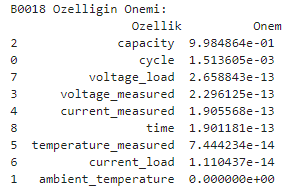 B0018 Ozelligin Onemi:
Ozellik Onem
2 capacity 9.984864e-01
0 cycle 1.513605e-03
7 voltage_load 2.658843e-13
3 voltage_measured 2.296125e-13
4 current_measured 1.905568e-13
8 time 1.901181e-13
5 temperature_measured 7.444234e-14
6 current_load 1.110437e-14
1 ambient_temperature 0.000000e+00